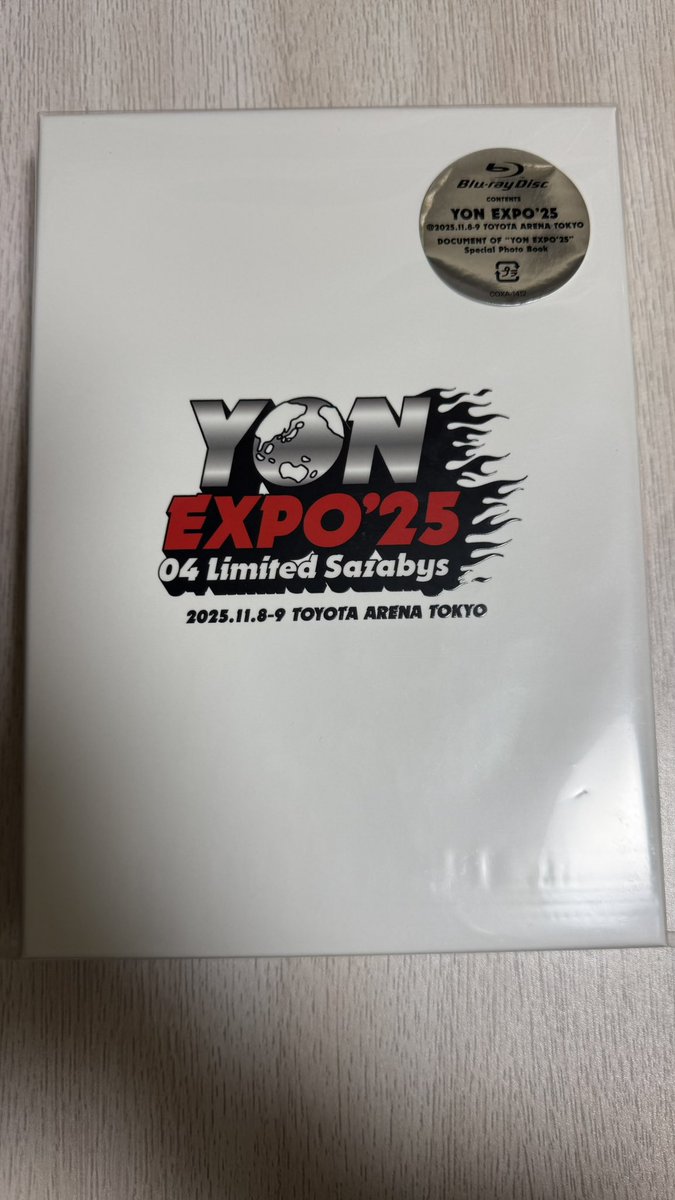 Blu-ray Disc
CONTENTS
YON EXPO'25
@2025.11.8-9 TOYOTA ARENA TOKYO
DOCUMENT OF "YON EXPO'25"
Special Photo Book
YON
EXPO'25
04 Limited Sazabys
2025.11.8-9 TOYOTA ARENA TOKYO